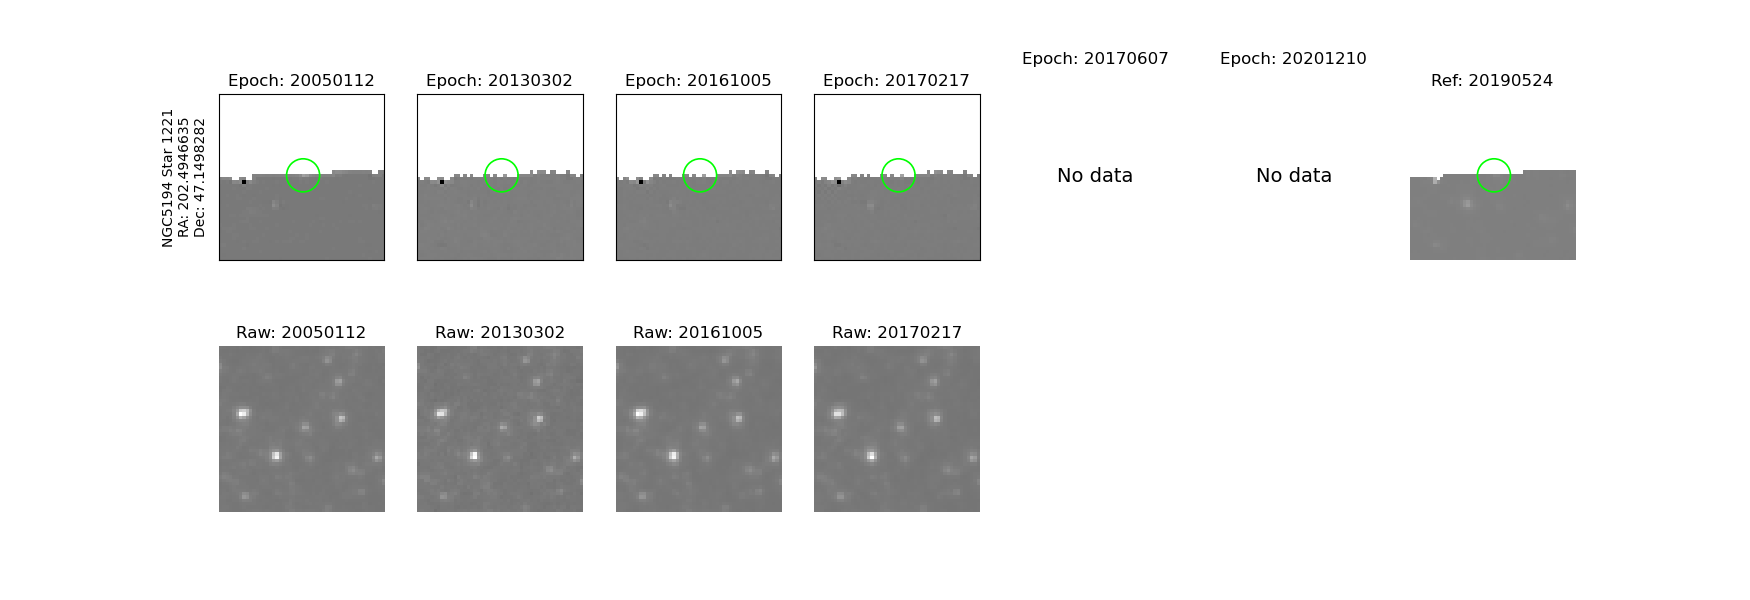 Epoch: 20170607
Epoch: 20201210
Epoch: 20050112
Epoch: 20130302
Epoch: 20161005
Epoch: 20170217
Ref: 20190524
NGC5194 Star 1221
RA: 202.4946635
Dec: 47.1498282
No data
No data
Raw: 20050112
Raw: 20130302
Raw: 20161005
Raw: 20170217